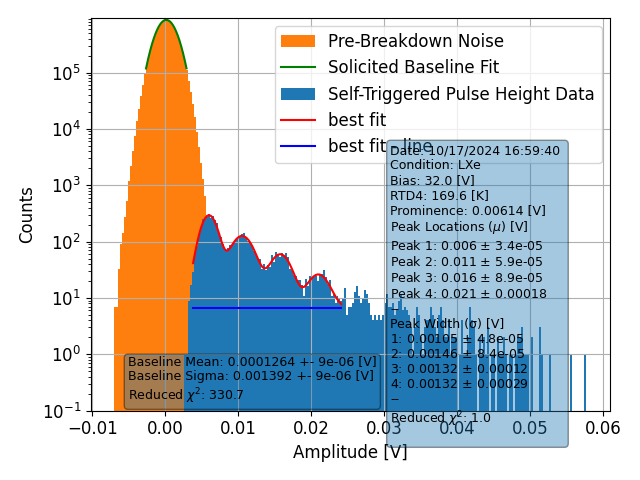 Pre-Breakdown Noise
Solicited Baseline Fit
Self-Triggered Pulse Height Data
best fit
best fit - line
Date: 10/17/2024 16:59:40
Condition: LXe
Bias: 32.0 [V]
RTD4: 169.6 [K]
Prominence: 0.00614 [V]
Peak Locations (μ) [V]
Peak 1: 0.006 ± 3.4e-05
Peak 2: 0.011 ± 5.9e-05
Peak 3: 0.016 ± 8.9e-05
Peak 4: 0.021 ± 0.00018
Peak Width (σ) [V]
1: 0.00105 ± 4.8e-05
2: 0.00146 ± 8.4e-05
3: 0.00132 ± 0.00012
4: 0.00132 ± 0.00029
--
Reduced χ²: 1.0
Baseline Mean: 0.0001264 +- 9e-06 [V]
Baseline Sigma: 0.001392 +- 9e-06 [V]
Reduced χ²: 330.7
Counts
10⁵
10⁴
10³
10²
10¹
10⁰
10⁻¹
−0.01 0.00 0.01 0.02 0.03 0.04 0.05 0.06
Amplitude [V]